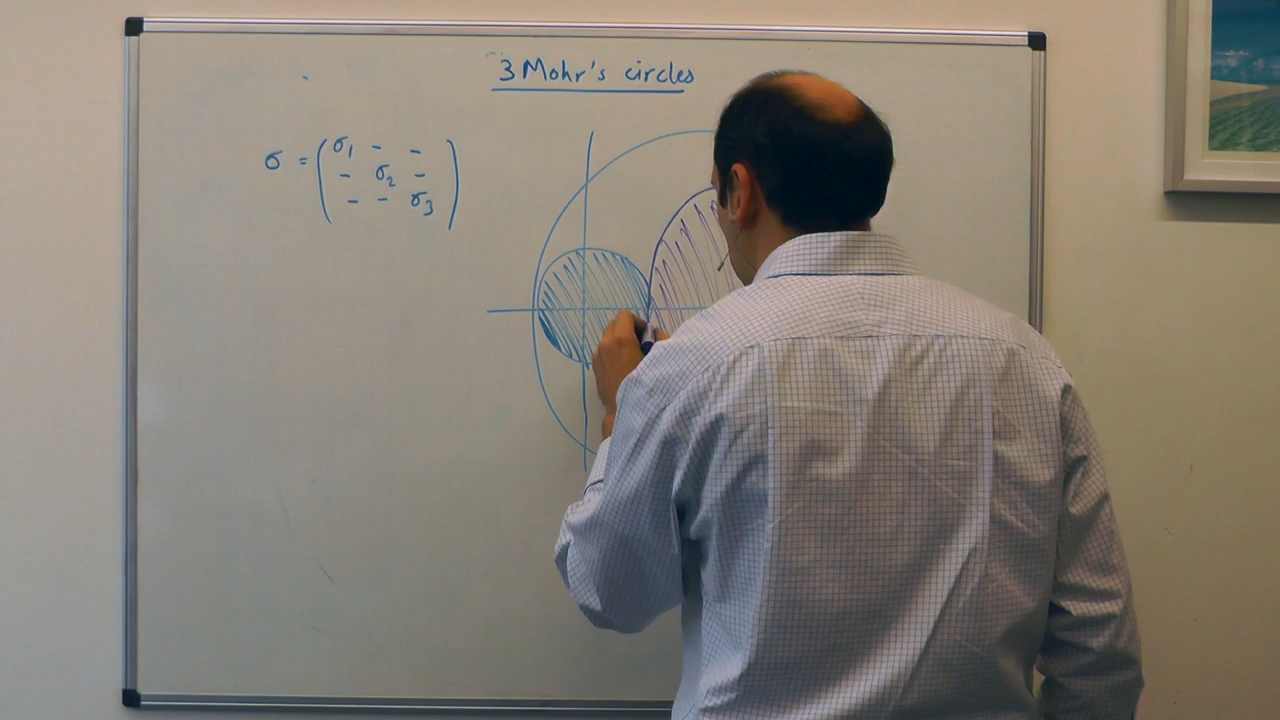 3 Mohr's circles
σ = (σ₁ - -
- σ₂ -
- - σ₃)